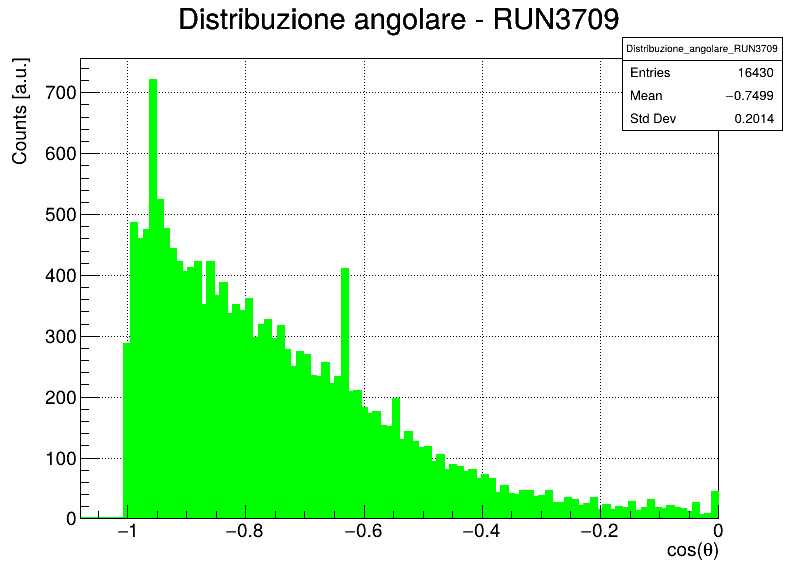 Distribuzione angolare - RUN3709
Distribuzione_angolare_RUN3709
Entries 16430
Mean −0.7499
Std Dev 0.2014
Counts [a.u.]
700
600
500
400
300
200
100
0
−1 −0.8 −0.6 −0.4 −0.2 0
cos(θ)